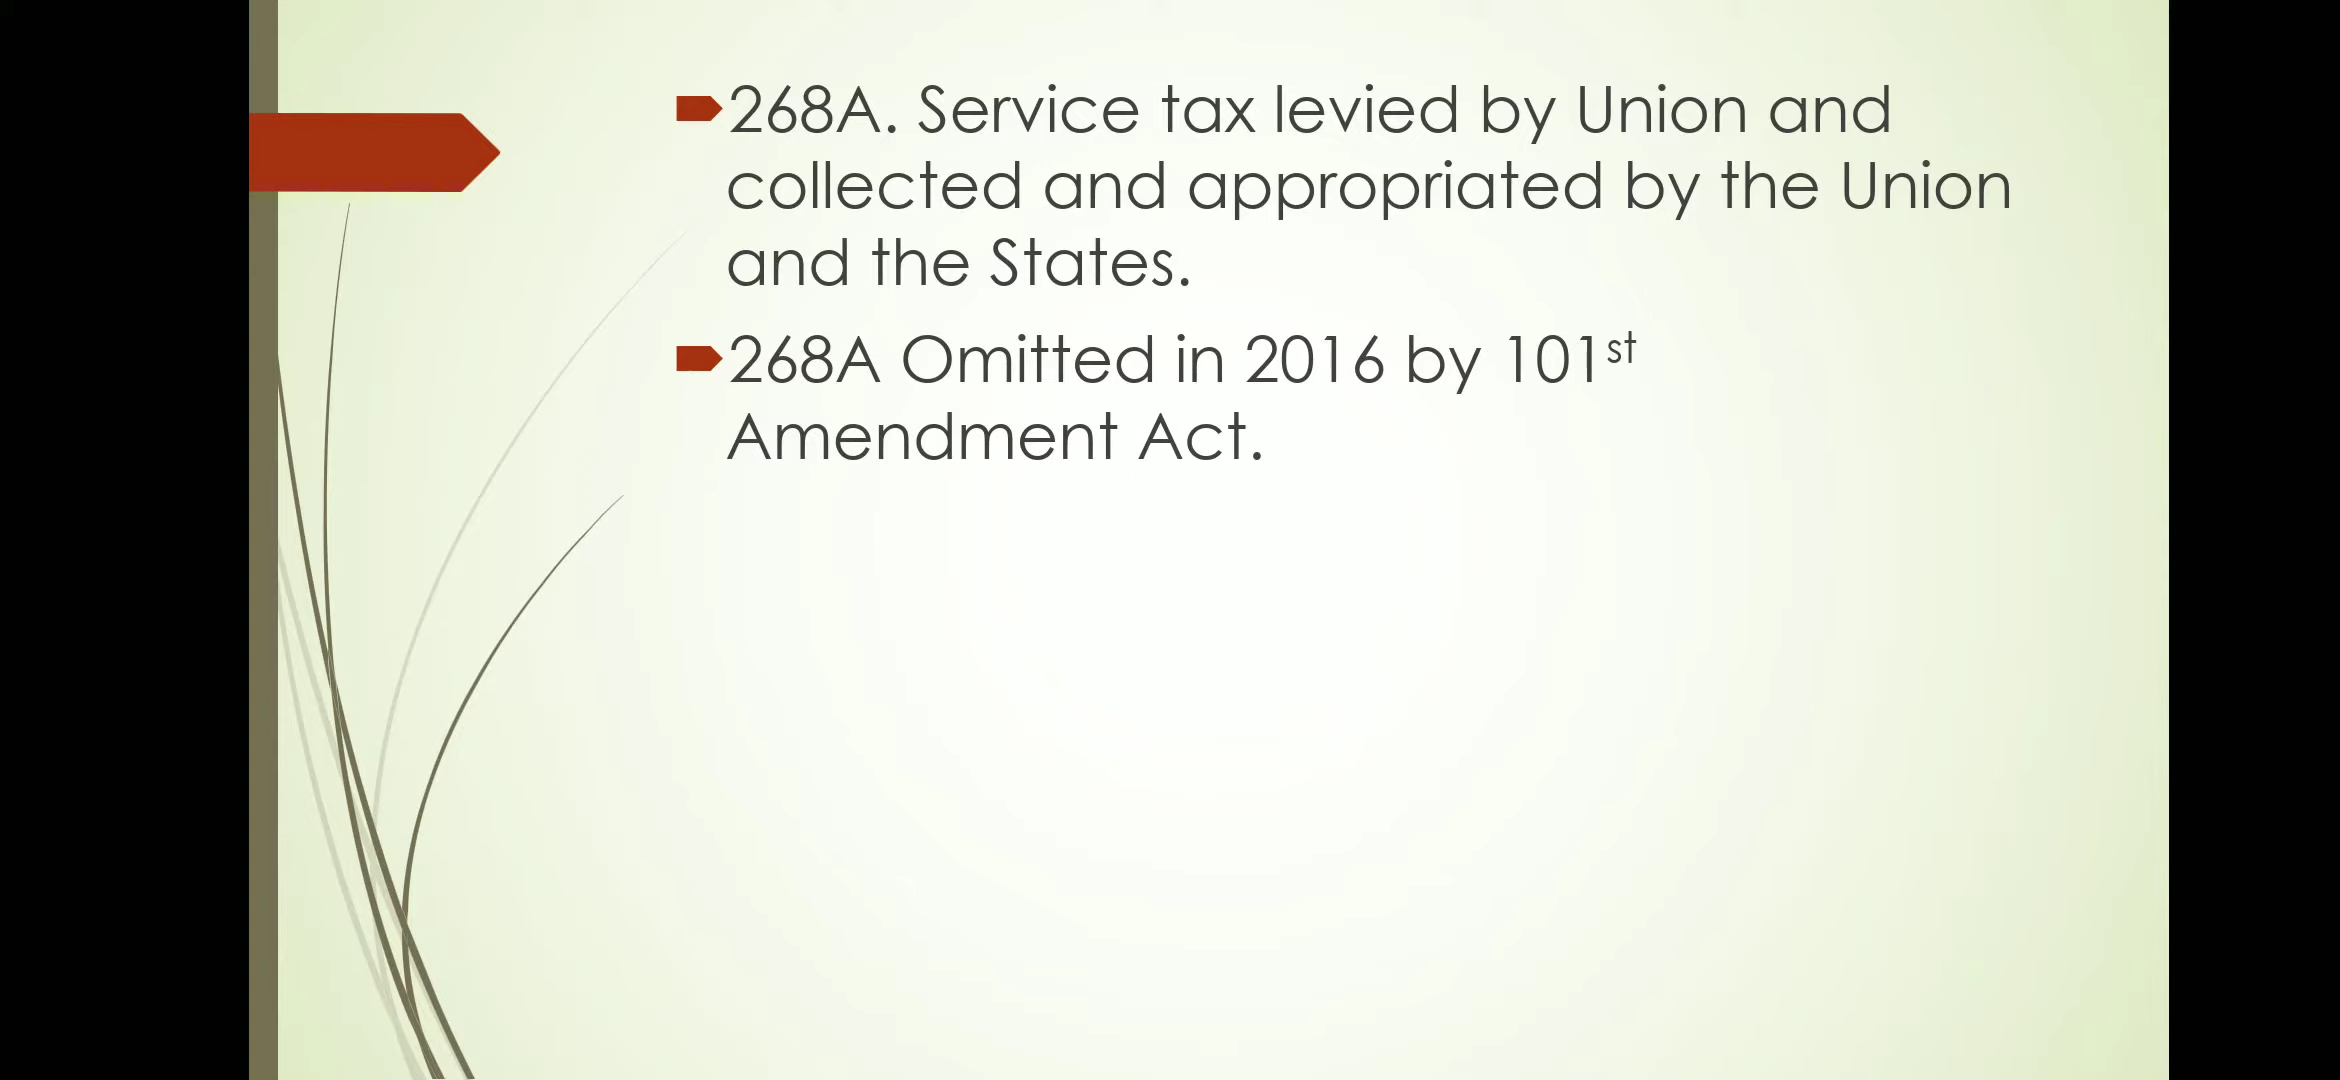 268A. Service tax levied by Union and
collected and appropriated by the Union
and the States.
268A Omitted in 2016 by 101st
Amendment Act.